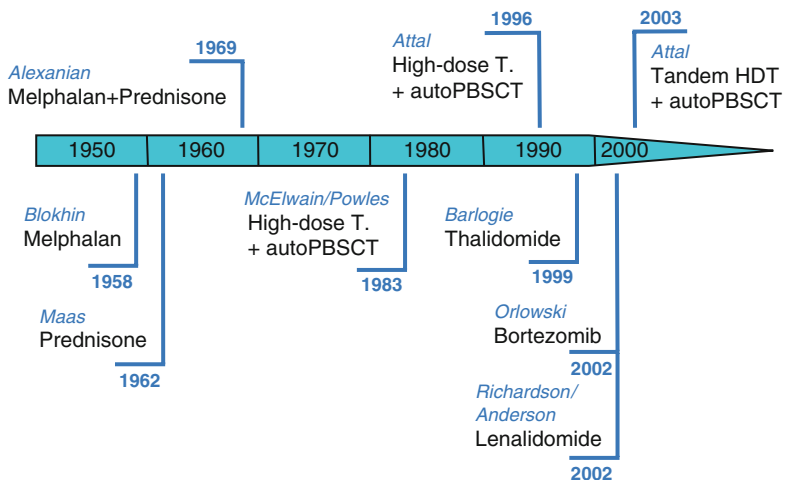 1969
Alexanian
Melphalan+Prednisone
1996
Attal
High-dose T.
+ autoPBSCT
2003
Attal
Tandem HDT
+ autoPBSCT
1950 1960 1970 1980 1990 2000
Blokhin
Melphalan
1958
Maas
Prednisone
1962
McElwain/Powles
High-dose T.
+ autoPBSCT
1983
Barlogie
Thalidomide
1999
Orlowski
Bortezomib
2002
Richardson/
Anderson
Lenalidomide
2002